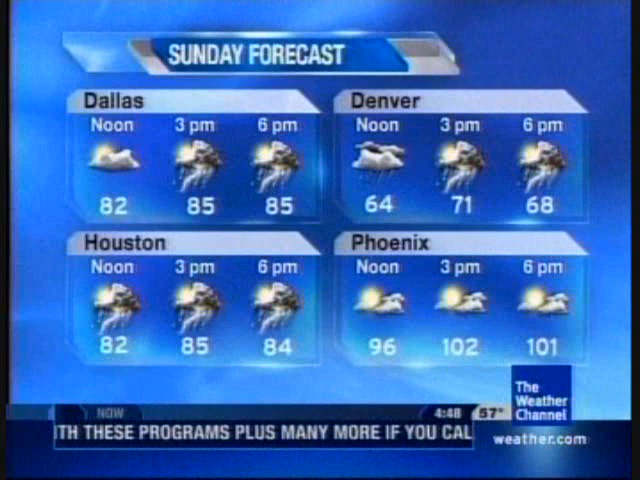 SUNDAY FORECAST
Dallas
Noon 3 pm 6 pm
82 85 85
Denver
Noon 3 pm 6 pm
64 71 68
Houston
Noon 3 pm 6 pm
82 85 84
Phoenix
Noon 3 pm 6 pm
96 102 101
The
Weather
Channel
NOW
4:48 57°
TH THESE PROGRAMS PLUS MANY MORE IF YOU CAL
weather.com